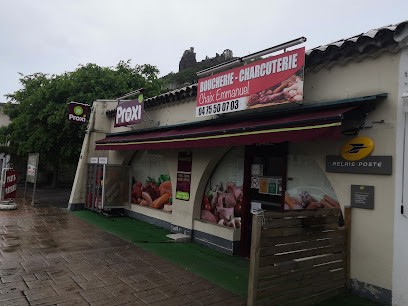 BOUCHERIE - CHARCUTERIE
Chaix Emmanuel
04 75 50 07 03
Proxi
Proxi
RELAIS POSTE